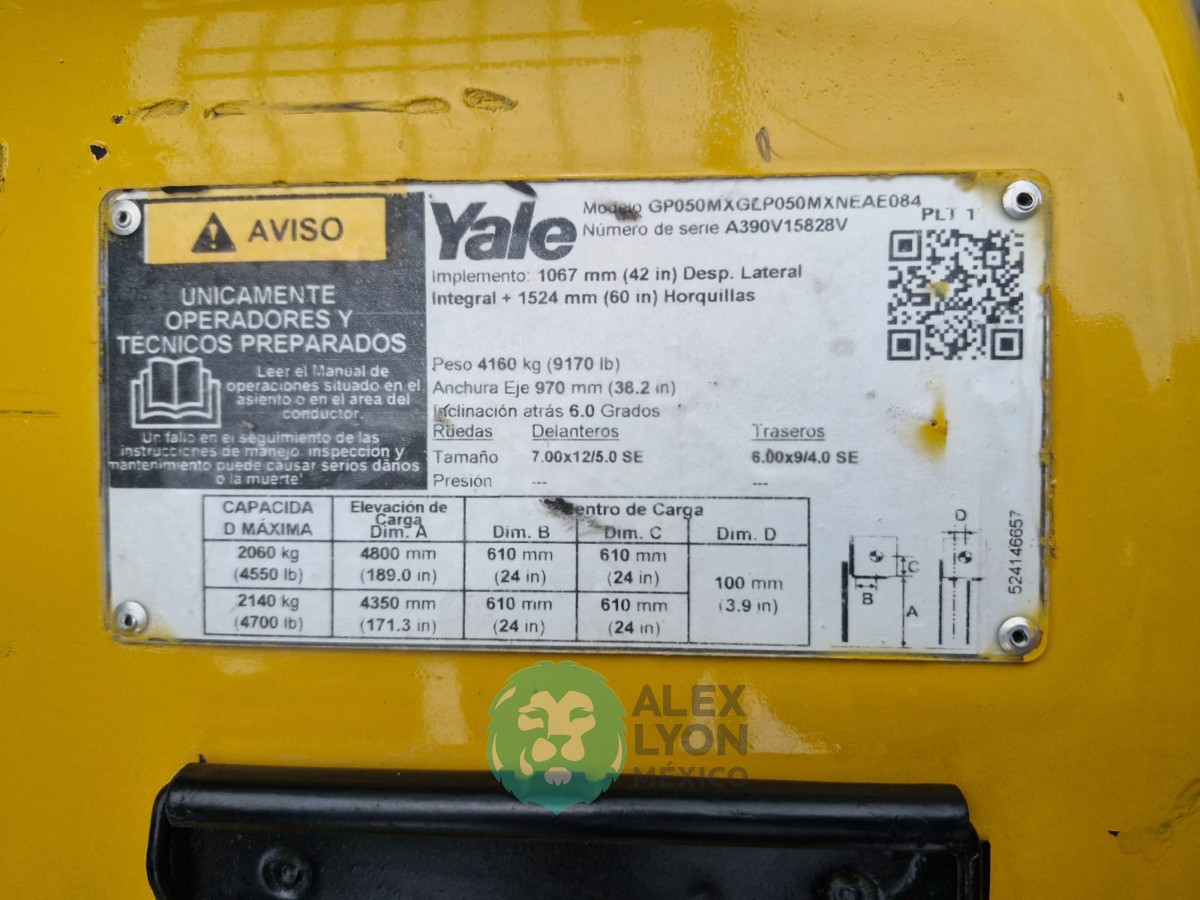 AVISO
UNICAMENTE
OPERADORES Y
TÉCNICOS PREPARADOS
Leer el Manual de
operaciones situado en el
asiento o en el area del
conductor.
Un fallo en el seguimiento de las
instrucciones de manejo, inspección y
mantenimiento puede causar serios daños
o la muerte!
Yale
Modelo GP050MXGLP050MXNEAE084
Número de serie A390V15828V
PLT 1
Implemento: 1067 mm (42 in) Desp. Lateral
Integral + 1524 mm (60 in) Horquillas
Peso 4160 kg (9170 lb)
Anchura Eje 970 mm (38.2 in)
Inclinación atrás 6.0 Grados
Ruedas Delanteros Traseros
Tamaño 7.00x12/5.0 SE 6.00x9/4.0 SE
Presión --- ---
CAPACIDA Elevación de Centro de Carga
D MÁXIMA Carga
Dim. A Dim. B Dim. C Dim. D
2060 kg 4800 mm 610 mm 610 mm
(4550 lb) (189.0 in) (24 in) (24 in)
100 mm
(3.9 in)
2140 kg 4350 mm 610 mm 610 mm
(4700 lb) (171.3 in) (24 in) (24 in)
D
C
B
A
524146657
ALEX
LYON
MÉXICO